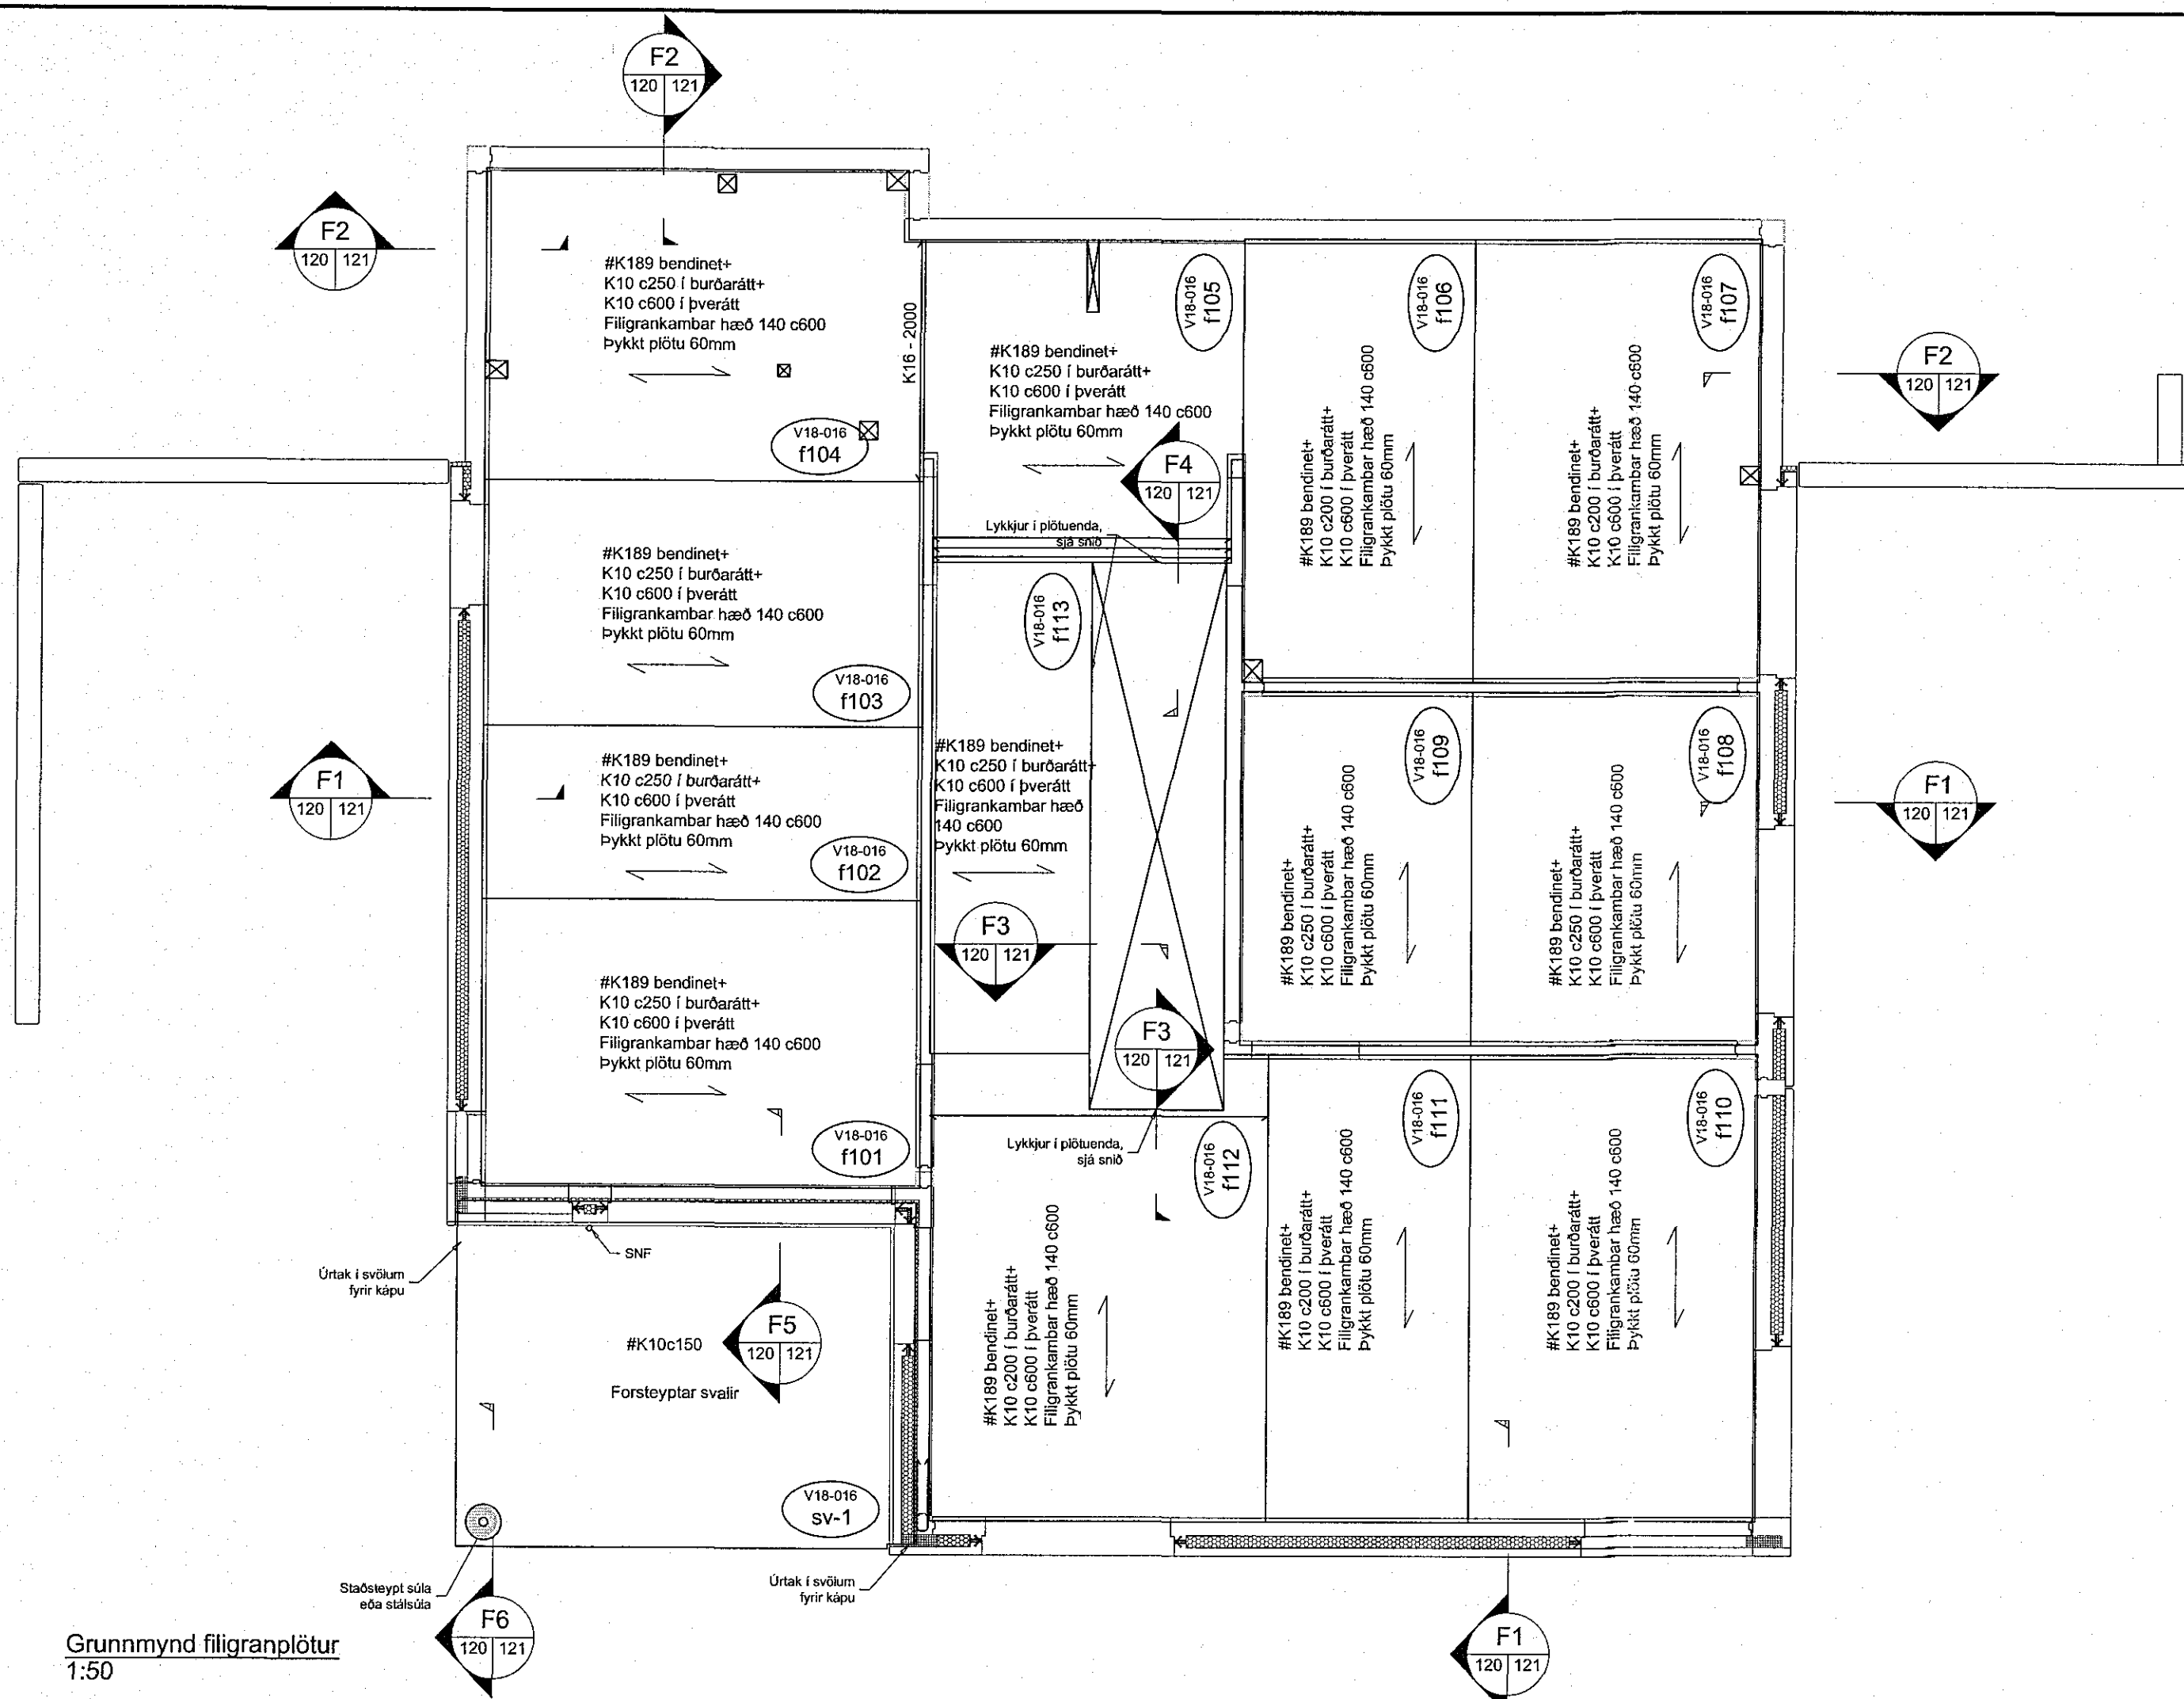 F2
120 121
F2
120 121
#K189 bendinet+
K10 c250 í burðarátt+
K10 c600 í þverátt
Filigrankambar hæð 140 c600
Þykkt plötu 60mm
V18-016
f104
K16 - 2000
#K189 bendinet+
K10 c250 í burðarátt+
K10 c600 í þverátt
Filigrankambar hæð 140 c600
Þykkt plötu 60mm
V18-016
f105
F4
120 121
Lykkjur í plötuenda,
sjá snið
#K189 bendinet+
K10 c200 í burðarátt+
K10 c600 í þverátt
Filigrankambar hæð 140 c600
Þykkt plötu 60mm
V18-016
f106
#K189 bendinet+
K10 c200 í burðarátt+
K10 c600 í þverátt
Filigrankambar hæð 140 c600
Þykkt plötu 60mm
V18-016
f107
F2
120 121
#K189 bendinet+
K10 c250 í burðarátt+
K10 c600 í þverátt
Filigrankambar hæð 140 c600
Þykkt plötu 60mm
V18-016
f103
V18-016
f113
#K189 bendinet+
K10 c250 í burðarátt+
K10 c600 í þverátt
Filigrankambar hæð
140 c600
Þykkt plötu 60mm
F1
120 121
#K189 bendinet+
K10 c250 í burðarátt+
K10 c600 í þverátt
Filigrankambar hæð 140 c600
Þykkt plötu 60mm
V18-016
f102
F3
120 121
F3
120 121
#K189 bendinet+
K10 c250 í burðarátt+
K10 c600 í þverátt
Filigrankambar hæð 140 c600
Þykkt plötu 60mm
V18-016
f109
#K189 bendinet+
K10 c250 í burðarátt+
K10 c600 í þverátt
Filigrankambar hæð 140 c600
Þykkt plötu 60mm
V18-016
f108
F1
120 121
#K189 bendinet+
K10 c250 í burðarátt+
K10 c600 í þverátt
Filigrankambar hæð 140 c600
Þykkt plötu 60mm
V18-016
f101
Lykkjur í plötuenda,
sjá snið
#K189 bendinet+
K10 c200 í burðarátt+
K10 c600 í þverátt
Filigrankambar hæð 140 c600
Þykkt plötu 60mm
V18-016
f112
#K189 bendinet+
K10 c200 í burðarátt+
K10 c600 í þverátt
Filigrankambar hæð 140 c600
Þykkt plötu 60mm
V18-016
f111
#K189 bendinet+
K10 c200 í burðarátt+
K10 c600 í þverátt
Filigrankambar hæð 140 c600
Þykkt plötu 60mm
V18-016
f110
SNF
Úrtak í svölum
fyrir kápu
#K10c150
Forsteyptar svalir
F5
120 121
V18-016
sv-1
Staðsteypt súla
eða stálsúla
Úrtak í svölum
fyrir kápu
F6
120 121
F1
120 121
Grunnmynd filigranplötur
1:50